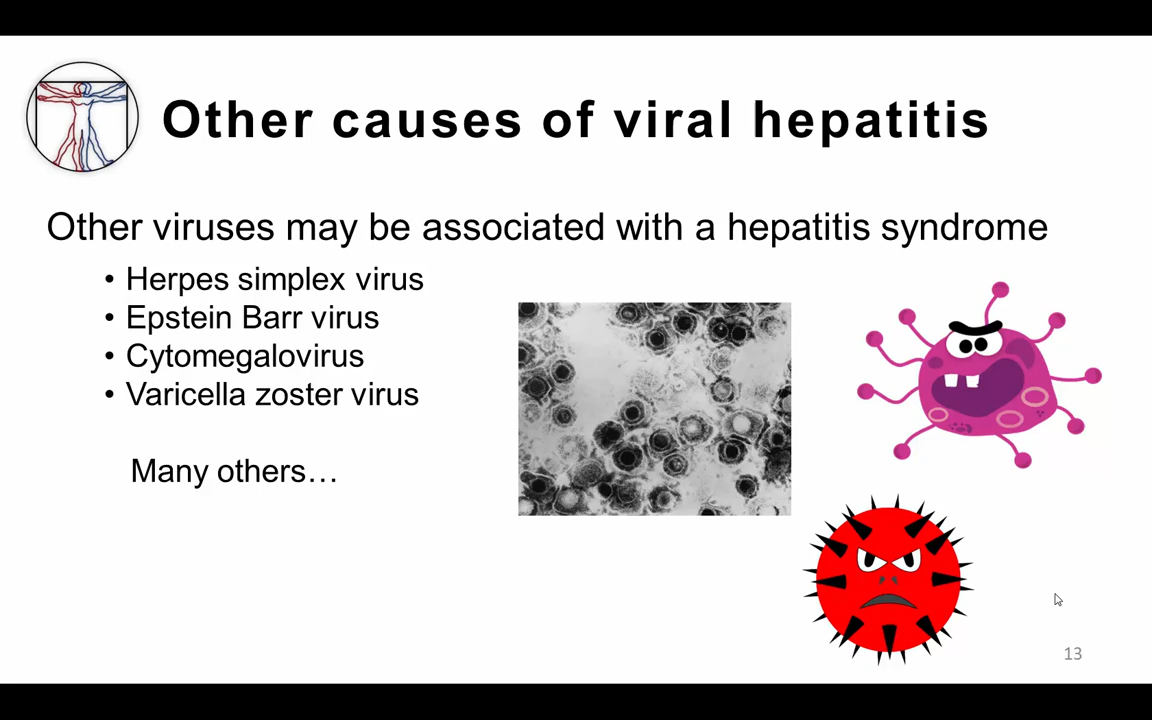 Other causes of viral hepatitis
Other viruses may be associated with a hepatitis syndrome
• Herpes simplex virus
• Epstein Barr virus
• Cytomegalovirus
• Varicella zoster virus
Many others…
13